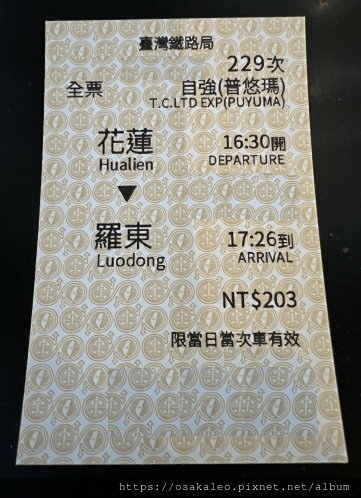 臺灣鐵路局
229次
全票 自強(普悠瑪)
T.C.LTD EXP(PUYUMA)
花蓮 16:30開
Hualien DEPARTURE
▼
羅東 17:26到
Luodong ARRIVAL
NT$203
限當日當次車有效
https://osakaleo.pixnet.net/album